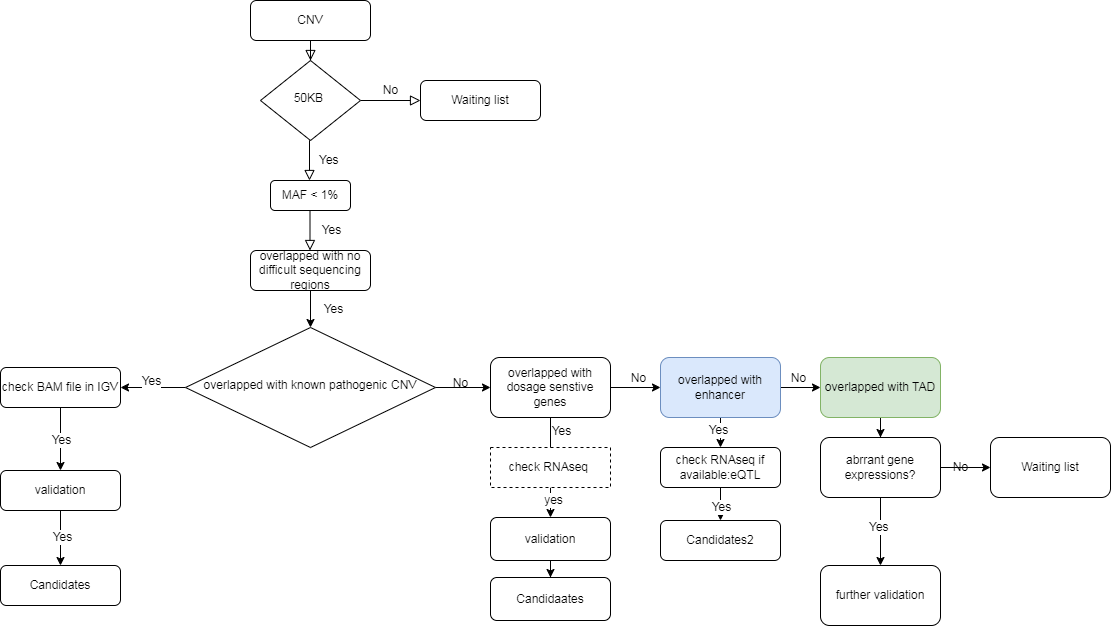 CNV
50KB
No
Waiting list
Yes
MAF < 1%
Yes
overlapped with no
difficult sequencing
regions
Yes
overlapped with known pathogenic CNV
Yes
check BAM file in IGV
Yes
validation
Yes
Candidates
No
overlapped with
dosage senstive
genes
Yes
check RNAseq
yes
validation
Candidaates
No
overlapped with
enhancer
Yes
check RNAseq if
available:eQTL
Yes
Candidates2
No
overlapped with TAD
abrrant gene
expressions?
No
Waiting list
Yes
further validation